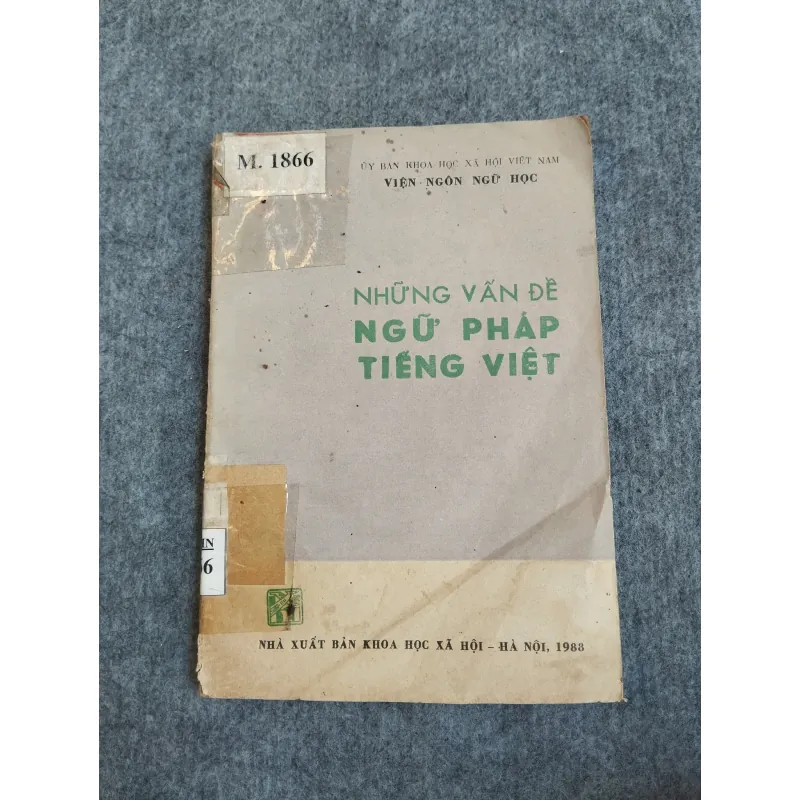 M. 1866
ỦY BAN KHOA HỌC XÃ HỘI VIỆT NAM
VIỆN NGÔN NGỮ HỌC
NHỮNG VẤN ĐỀ
NGỮ PHÁP
TIẾNG VIỆT
NHÀ XUẤT BẢN KHOA HỌC XÃ HỘI - HÀ NỘI, 1988